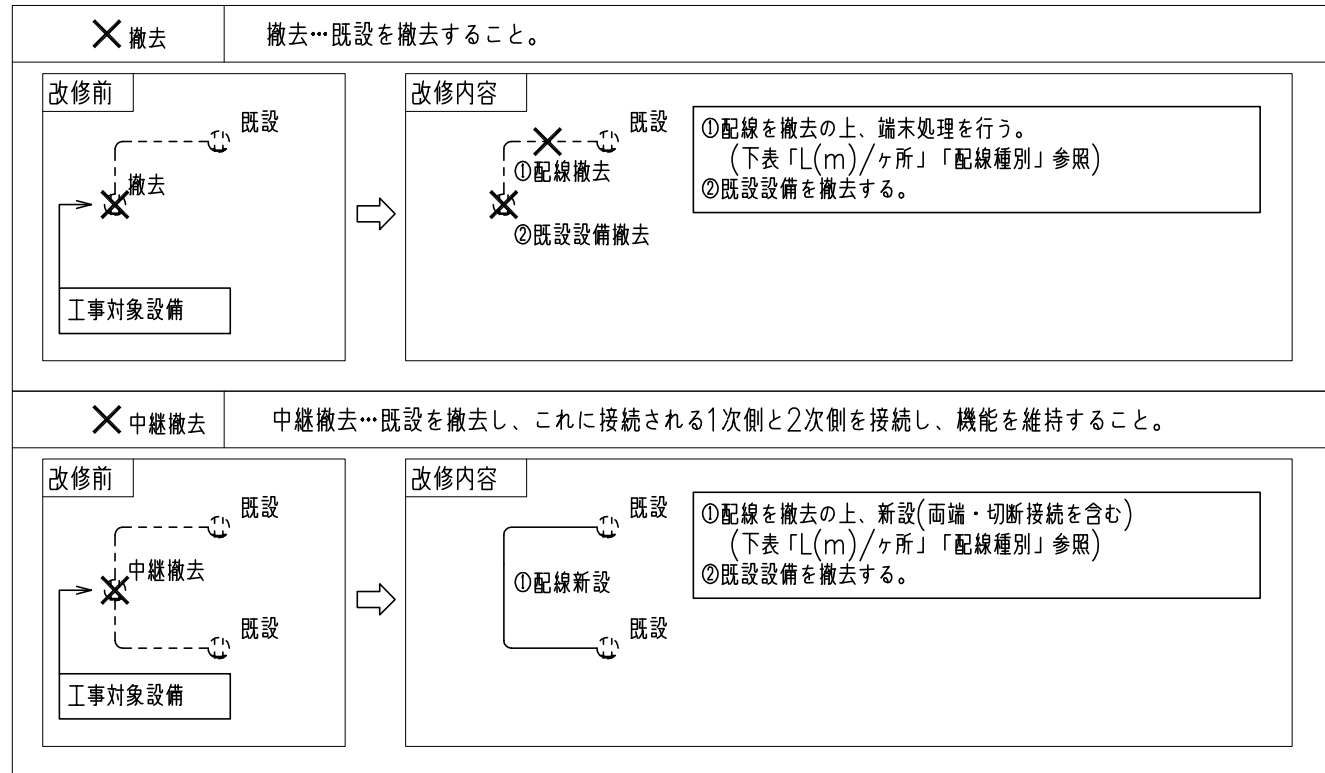 撤去
撤去…既設を撤去すること。
改修前
既設
撤去
工事対象設備
改修内容
既設
①配線撤去
②既設設備撤去
①配線を撤去の上、端末処理を行う。
(下表「L(m)/ヶ所」「配線種別」参照)
②既設設備を撤去する。
中継撤去
中継撤去…既設を撤去し、これに接続される1次側と2次側を接続し、機能を維持すること。
改修前
既設
中継撤去
既設
工事対象設備
改修内容
既設
①配線新設
既設
①配線を撤去の上、新設(両端・切断接続を含む)
(下表「L(m)/ヶ所」「配線種別」参照)
②既設設備を撤去する。